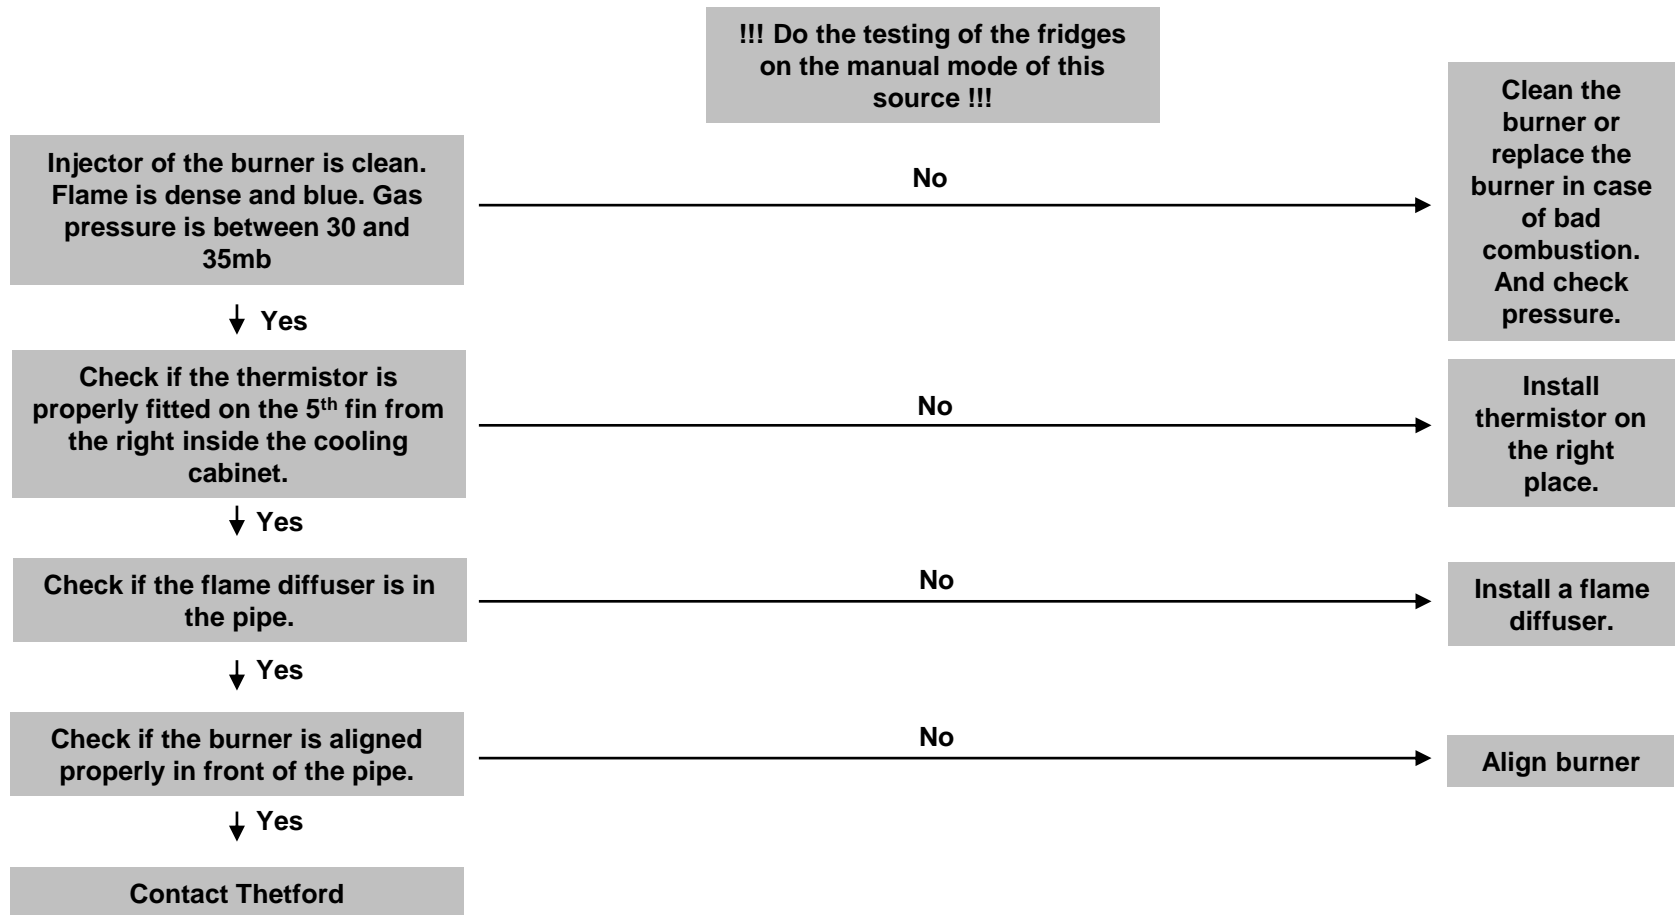 !!! Do the testing of the fridges
on the manual mode of this
source !!!
Injector of the burner is clean.
Flame is dense and blue. Gas
pressure is between 30 and
35mb
No
Clean the
burner or
replace the
burner in case
of bad
combustion.
And check
pressure.
Yes
Check if the thermistor is
properly fitted on the 5th fin from
the right inside the cooling
cabinet.
No
Install
thermistor on
the right
place.
Yes
Check if the flame diffuser is in
the pipe.
No
Install a flame
diffuser.
Yes
Check if the burner is aligned
properly in front of the pipe.
No
Align burner
Yes
Contact Thetford